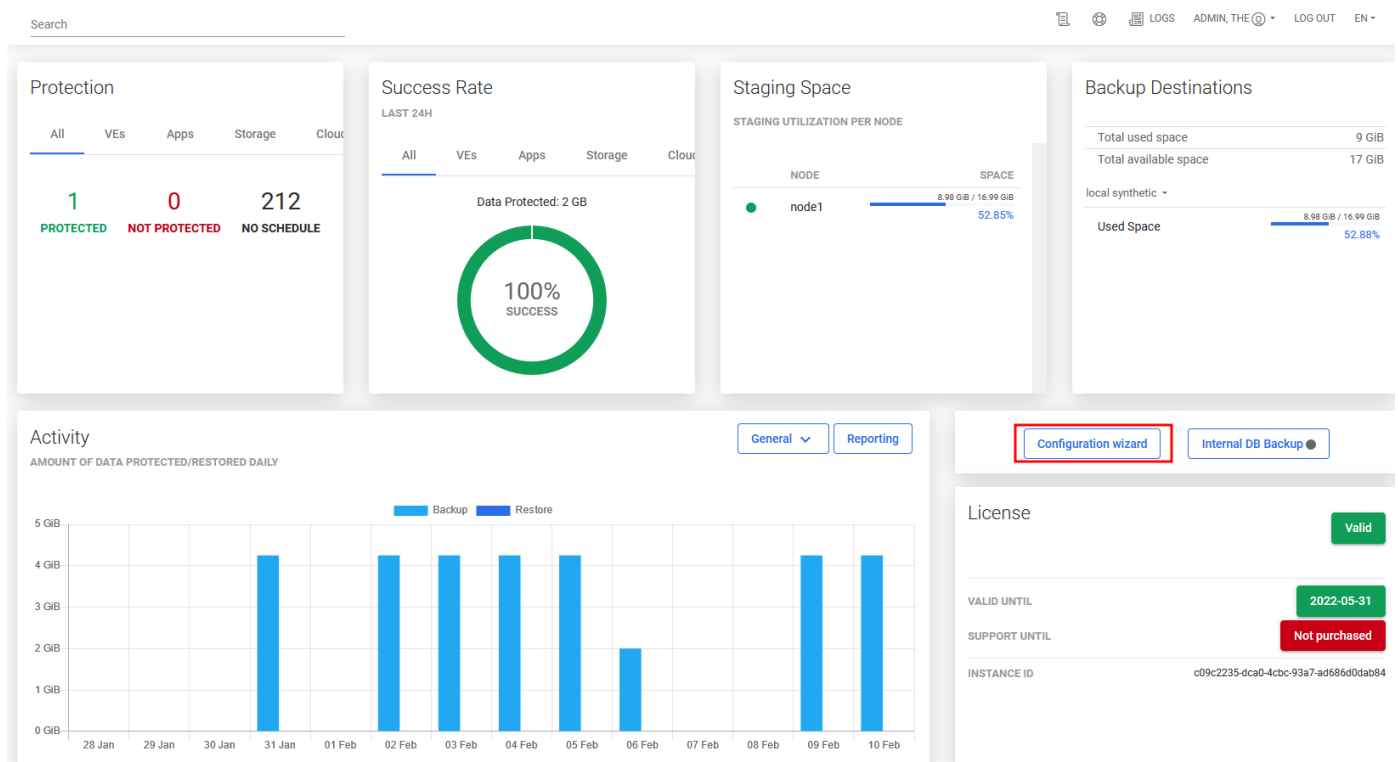 Search
LOGS ADMIN, THE LOG OUT EN
Protection
All VEs Apps Storage Cloud
1 0 212
PROTECTED NOT PROTECTED NO SCHEDULE
Success Rate
LAST 24H
All VEs Apps Storage Cloud
Data Protected: 2 GB
100%
SUCCESS
Staging Space
STAGING UTILIZATION PER NODE
NODE SPACE
node1 8.98 GiB / 16.99 GiB
52.85%
Backup Destinations
Total used space 9 GiB
Total available space 17 GiB
local synthetic
Used Space 8.98 GiB / 16.99 GiB
52.88%
Activity
AMOUNT OF DATA PROTECTED/RESTORED DAILY
General Reporting
Backup Restore
5 GiB
4 GiB
3 GiB
2 GiB
1 GiB
0 GiB
28 Jan 29 Jan 30 Jan 31 Jan 01 Feb 02 Feb 03 Feb 04 Feb 05 Feb 06 Feb 07 Feb 08 Feb 09 Feb 10 Feb
Configuration wizard Internal DB Backup
License
Valid
VALID UNTIL 2022-05-31
SUPPORT UNTIL Not purchased
INSTANCE ID c09c2235-dca0-4cbc-93a7-ad686d0dab84